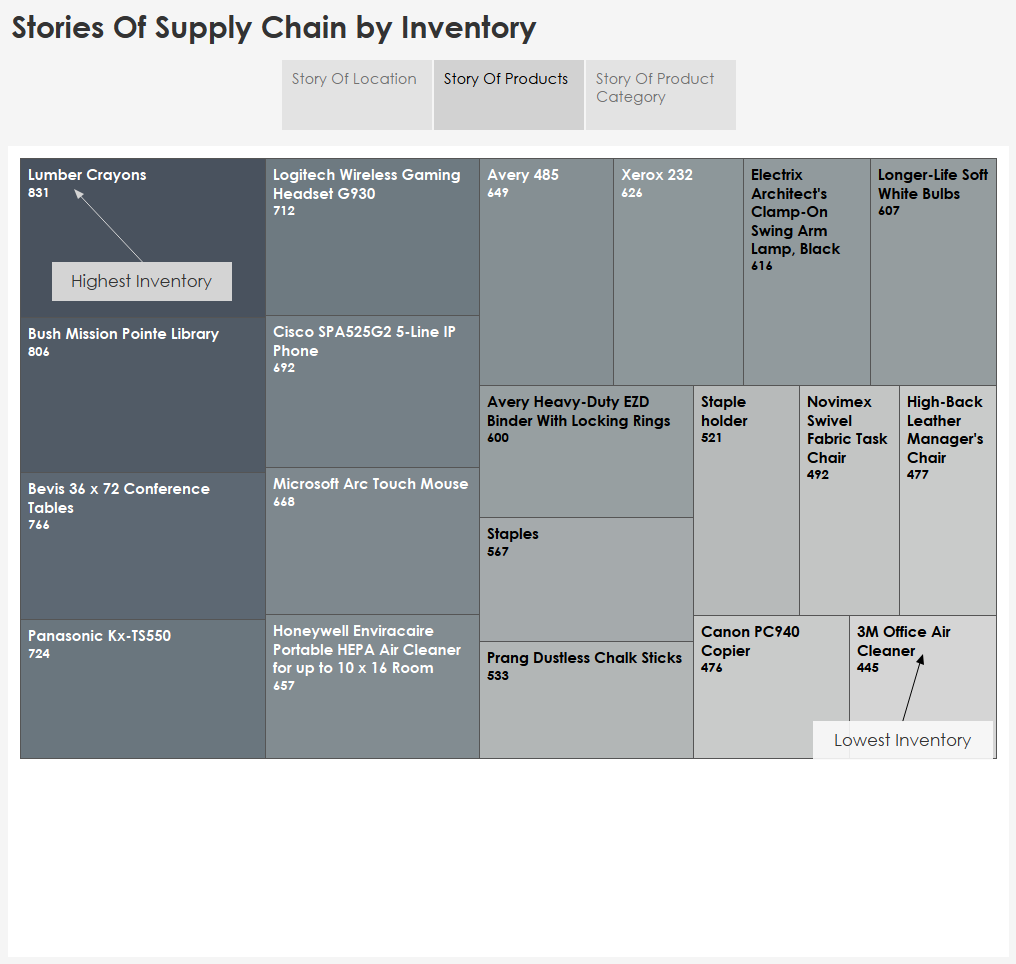 Stories Of Supply Chain by Inventory
Story Of Location
Story Of Products
Story Of Product
Category
Lumber Crayons
831
Highest Inventory
Bush Mission Pointe Library
806
Bevis 36 x 72 Conference
Tables
766
Panasonic Kx-TS550
724
Logitech Wireless Gaming
Headset G930
712
Cisco SPA525G2 5-Line IP
Phone
692
Microsoft Arc Touch Mouse
668
Honeywell Enviracaire
Portable HEPA Air Cleaner
for up to 10 x 16 Room
657
Avery 485
649
Xerox 232
626
Electrix
Architect's
Clamp-On
Swing Arm
Lamp, Black
616
Longer-Life Soft
White Bulbs
607
Avery Heavy-Duty EZD
Binder With Locking Rings
600
Staples
567
Prang Dustless Chalk Sticks
533
Staple
holder
521
Novimex
Swivel
Fabric Task
Chair
492
High-Back
Leather
Manager's
Chair
477
Canon PC940
Copier
476
3M Office Air
Cleaner
445
Lowest Inventory